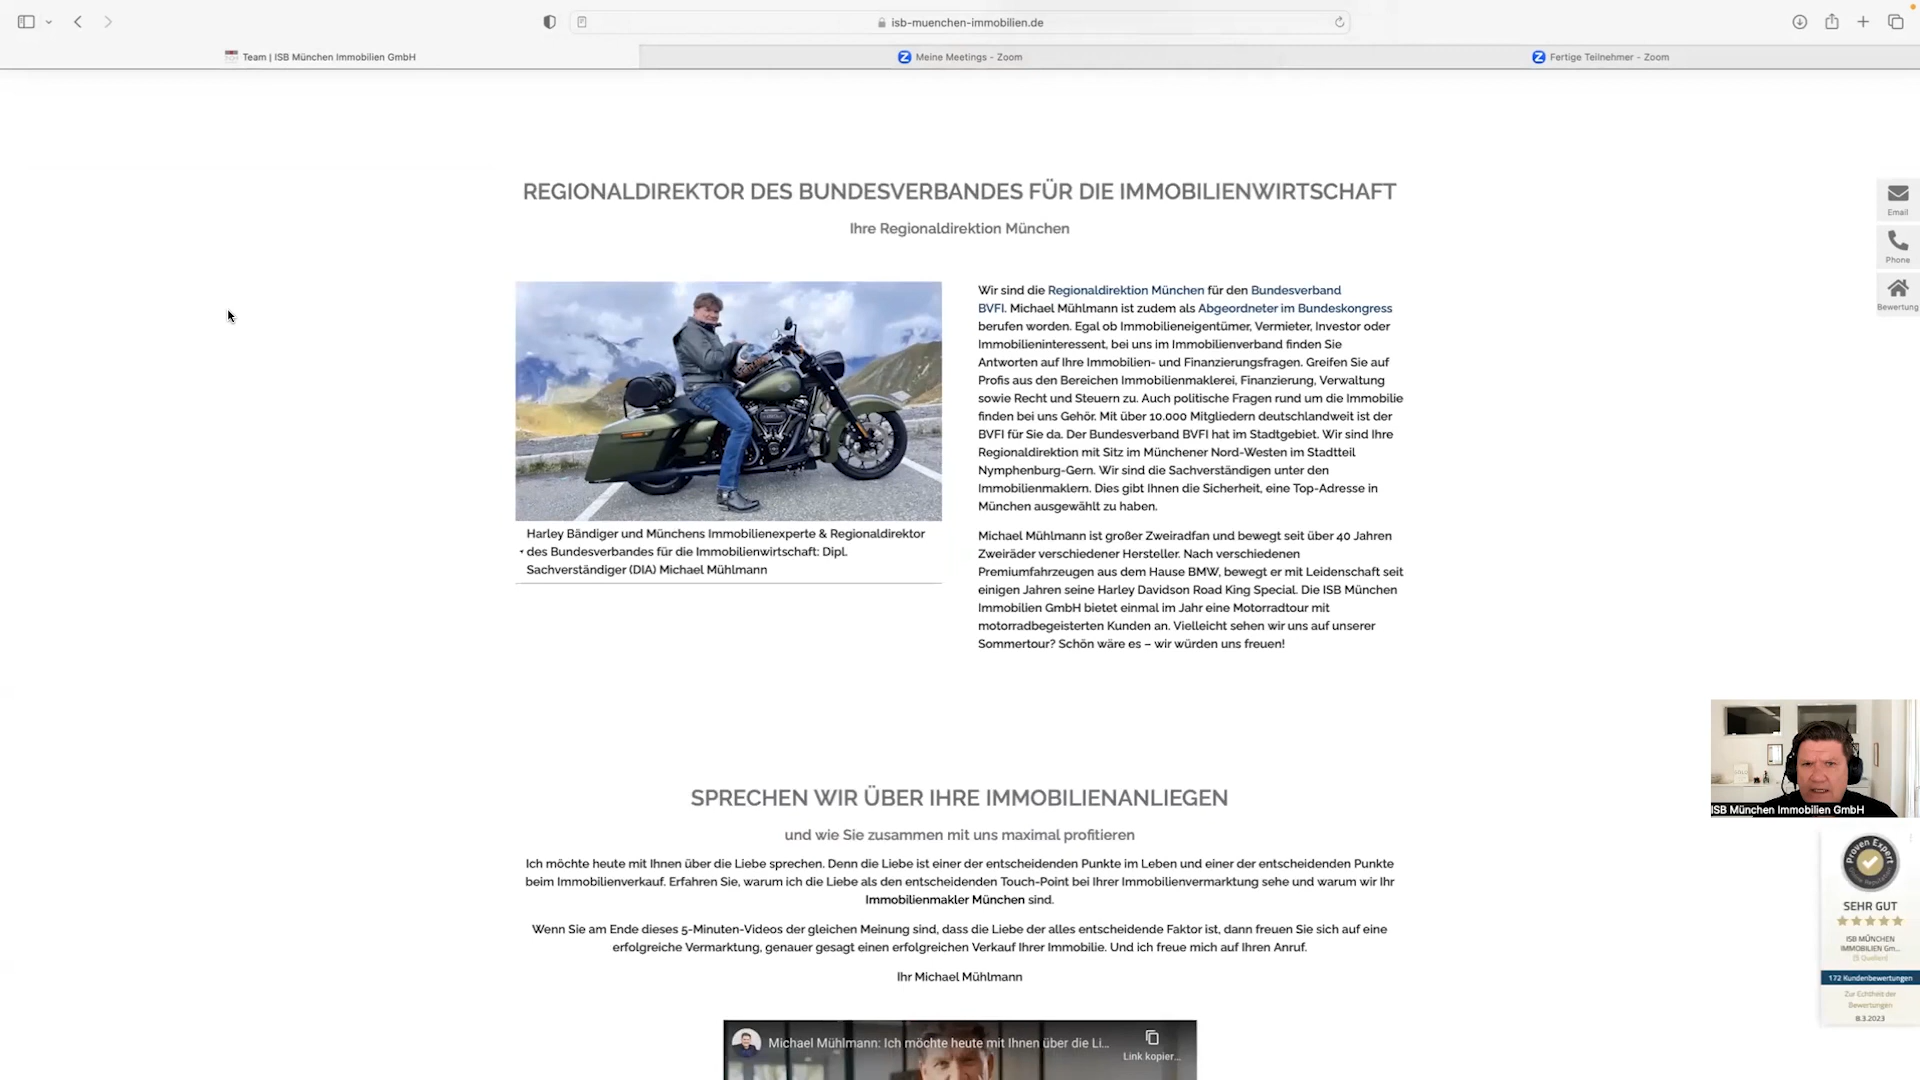 isb-muenchen-immobilien.de
Team | ISB München Immobilien GmbH
Meine Meetings - Zoom
Fertige Teilnehmer - Zoom
REGIONALDIREKTOR DES BUNDESVERBANDES FÜR DIE IMMOBILIENWIRTSCHAFT
Ihre Regionaldirektion München
Harley Bändiger und Münchens Immobilienexperte & Regionaldirektor
des Bundesverbandes für die Immobilienwirtschaft: Dipl.
Sachverständiger (DIA) Michael Mühlmann
Wir sind die Regionaldirektion München für den Bundesverband
BVFI. Michael Mühlmann ist zudem als Abgeordneter im Bundeskongress
berufen worden. Egal ob Immobilieneigentümer, Vermieter, Investor oder
Immobilieninteressent, bei uns im Immobilienverband finden Sie
Antworten auf Ihre Immobilien- und Finanzierungsfragen. Greifen Sie auf
Profis aus den Bereichen Immobilienmaklerei, Finanzierung, Verwaltung
sowie Recht und Steuern zu. Auch politische Fragen rund um die Immobilie
finden bei uns Gehör. Mit über 10.000 Mitgliedern deutschlandweit ist der
BVFI für Sie da. Der Bundesverband BVFI hat im Stadtgebiet. Wir sind Ihre
Regionaldirektion mit Sitz im Münchener Nord-Westen im Stadtteil
Nymphenburg-Gern. Wir sind die Sachverständigen unter den
Immobilienmaklern. Dies gibt Ihnen die Sicherheit, eine Top-Adresse in
München ausgewählt zu haben.
Michael Mühlmann ist großer Zweiradfan und bewegt seit über 40 Jahren
Zweiräder verschiedener Hersteller. Nach verschiedenen
Premiumfahrzeugen aus dem Hause BMW, bewegt er mit Leidenschaft seit
einigen Jahren seine Harley Davidson Road King Special. Die ISB München
Immobilien GmbH bietet einmal im Jahr eine Motorradtour mit
motorradbegeisterten Kunden an. Vielleicht sehen wir uns auf unserer
Sommertour? Schön wäre es – wir würden uns freuen!
Email
Phone
Bewertung
SPRECHEN WIR ÜBER IHRE IMMOBILIENANLIEGEN
und wie Sie zusammen mit uns maximal profitieren
Ich möchte heute mit Ihnen über die Liebe sprechen. Denn die Liebe ist einer der entscheidenden Punkte im Leben und einer der entscheidenden Punkte
beim Immobilienverkauf. Erfahren Sie, warum ich die Liebe als den entscheidenden Touch-Point bei Ihrer Immobilienvermarktung sehe und warum wir Ihr
Immobilienmakler München sind.
Wenn Sie am Ende dieses 5-Minuten-Videos der gleichen Meinung sind, dass die Liebe der alles entscheidende Faktor ist, dann freuen Sie sich auf eine
erfolgreiche Vermarktung, genauer gesagt einen erfolgreichen Verkauf Ihrer Immobilie. Und ich freue mich auf Ihren Anruf.
Ihr Michael Mühlmann
Michael Mühlmann: Ich möchte heute mit Ihnen über die Li...
Link kopier...
ISB München Immobilien GmbH
Proven Expert
SEHR GUT
ISB MÜNCHEN
IMMOBILIEN Gm...
172 Kundenbewertungen
Zur Echtheit der
Bewertungen
8.3.2023